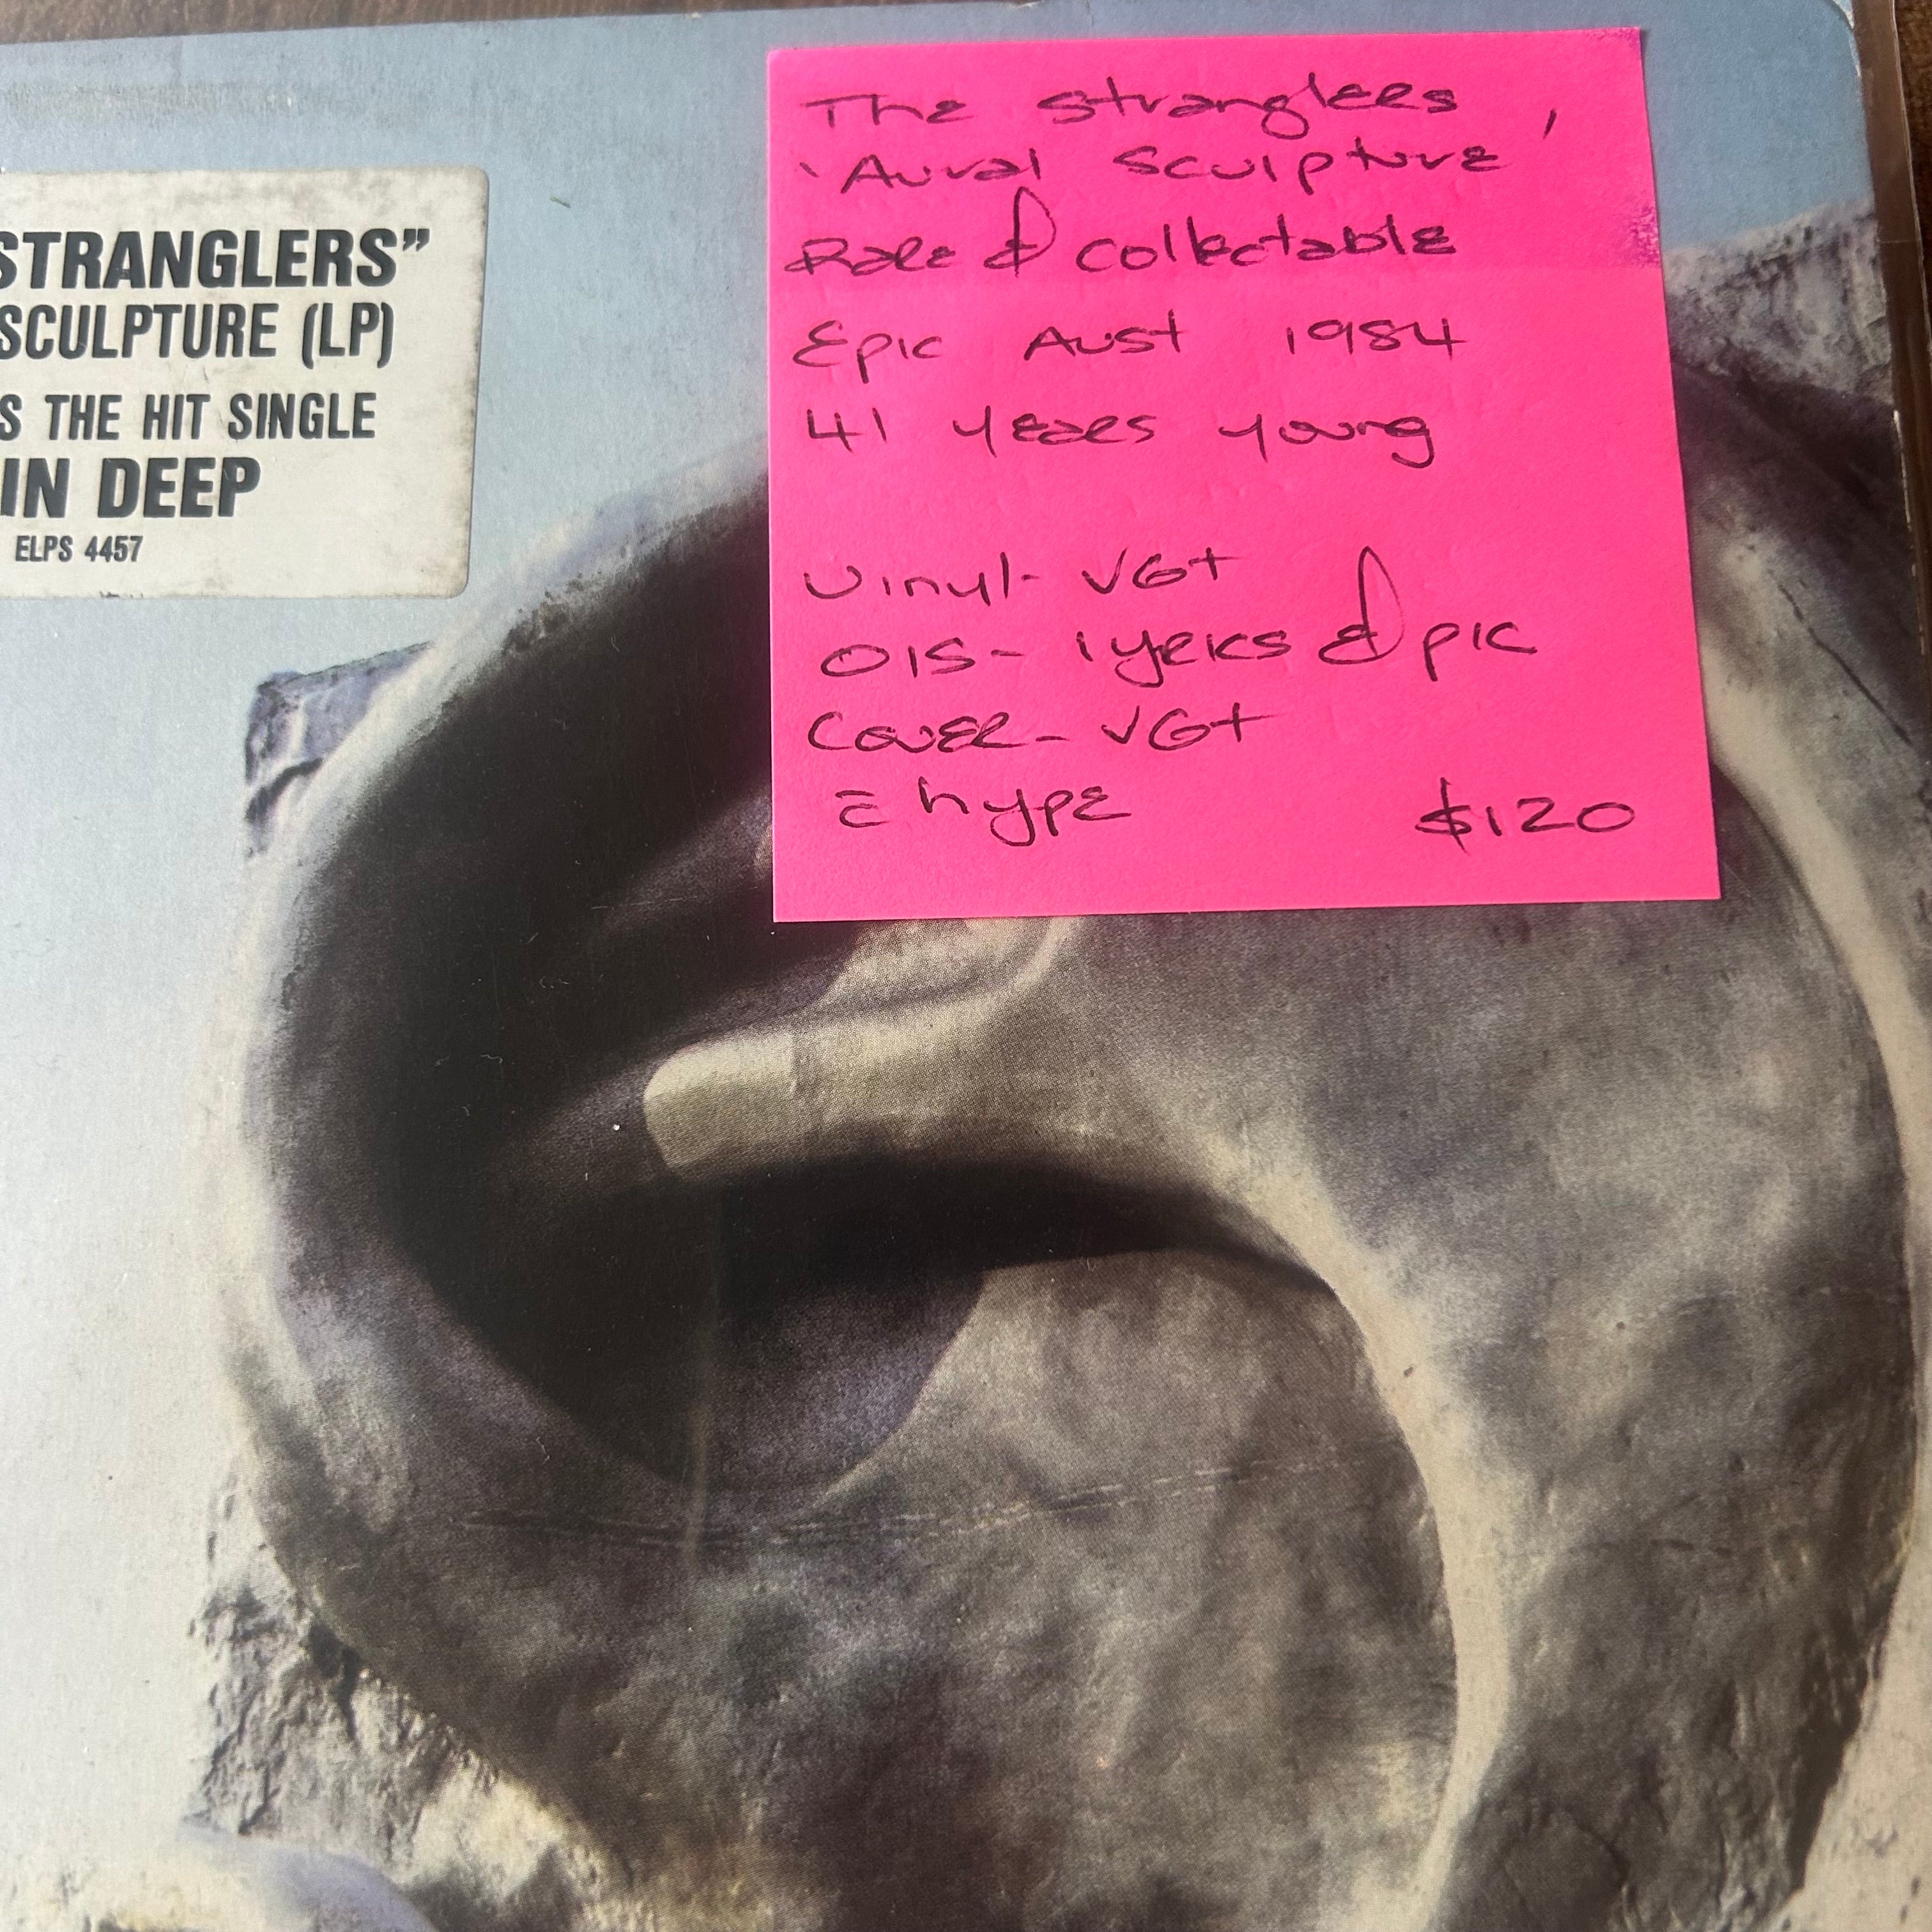 STRANGLERS”
SCULPTURE (LP)
S THE HIT SINGLE
IN DEEP
ELPS 4457
The Stranglers
'Aural Sculpture'
Rare & Collectable
Epic Aust 1984
41 years young
Vinyl - VG+
OIS - lyrics & pic
Cover - VG+
c̄ hype $120